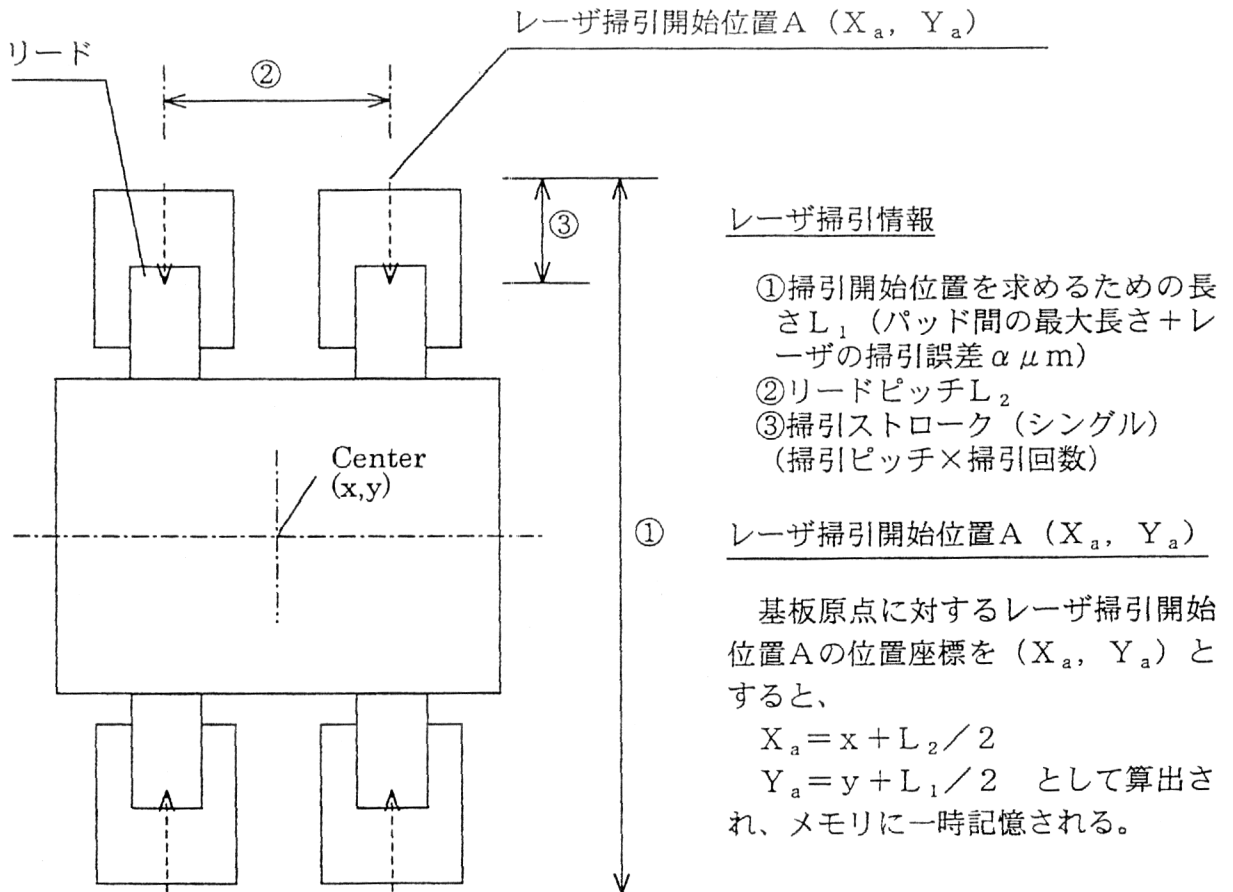 レーザ掃引開始位置A（Xa，Ya）
リード
②
③
レーザ掃引情報
①掃引開始位置を求めるための長
さL1（パッド間の最大長さ＋レ
ーザの掃引誤差αμm）
②リードピッチL2
③掃引ストローク（シングル）
（掃引ピッチ×掃引回数）
Center
(x,y)
①
レーザ掃引開始位置A（Xa，Ya）
基板原点に対するレーザ掃引開始
位置Aの位置座標を（Xa，Ya）と
すると、
Xa＝x＋L2／2
Ya＝y＋L1／2　として算出さ
れ、メモリに一時記憶される。